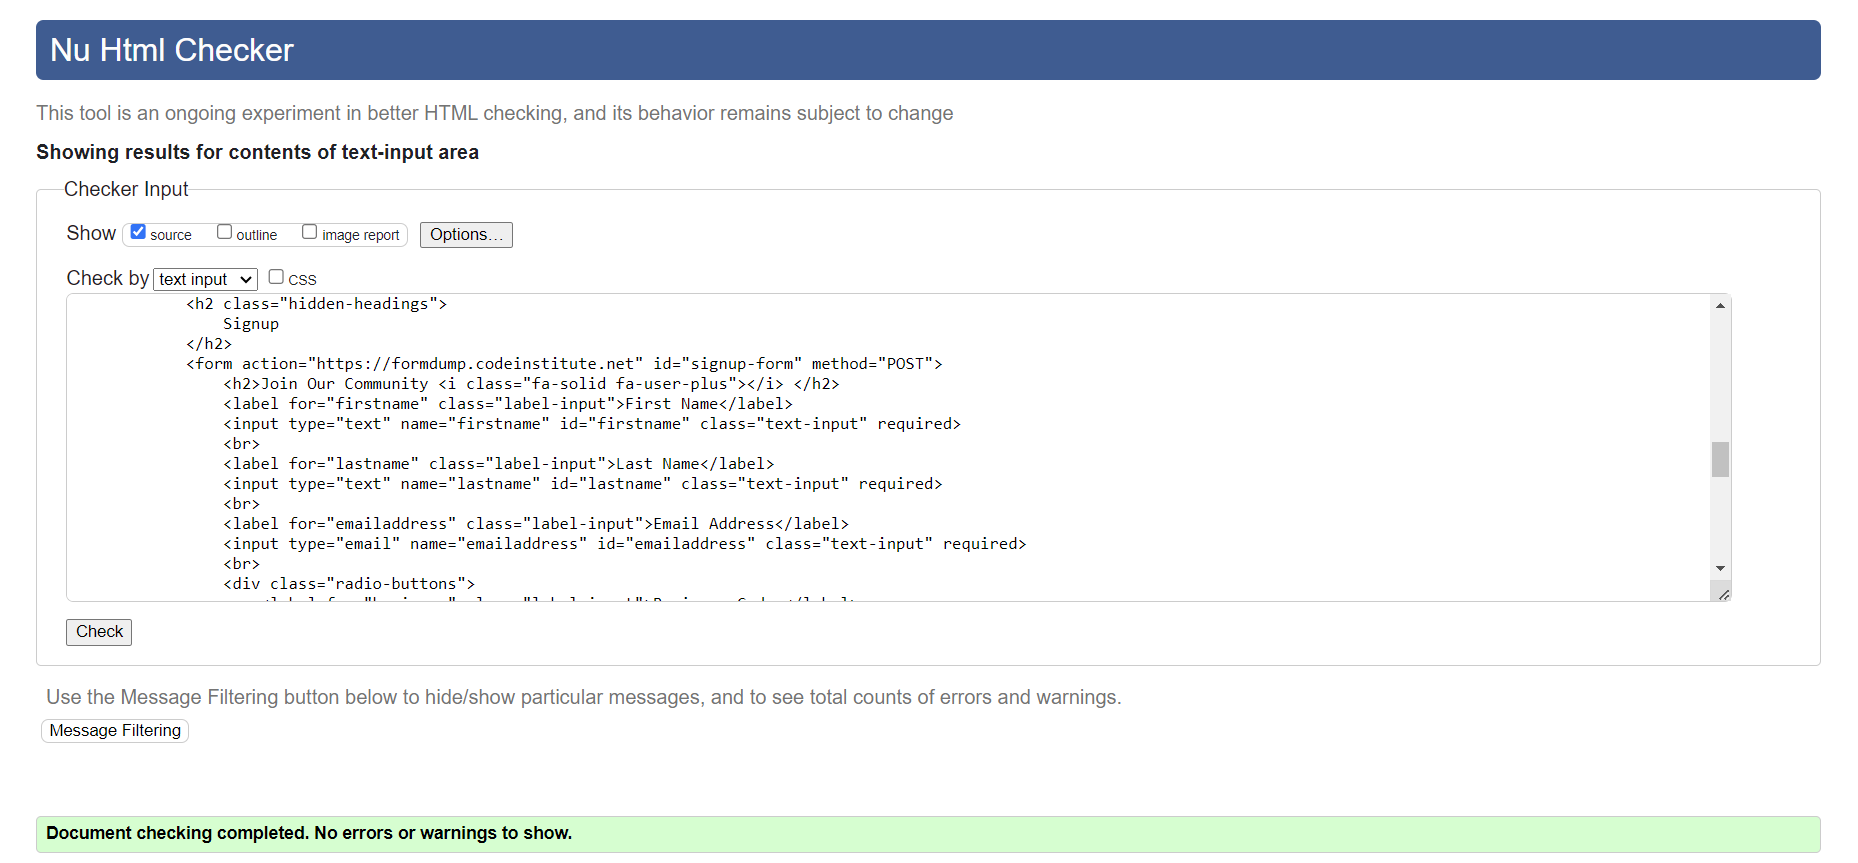 Nu Html Checker
This tool is an ongoing experiment in better HTML checking, and its behavior remains subject to change
Showing results for contents of text-input area
Checker Input
Show source outline image report Options...
Check by text input CSS
<h2 class="hidden-headings">
Signup
</h2>
<form action="https://formdump.codeinstitute.net" id="signup-form" method="POST">
<h2>Join Our Community <i class="fa-solid fa-user-plus"></i> </h2>
<label for="firstname" class="label-input">First Name</label>
<input type="text" name="firstname" id="firstname" class="text-input" required>
<br>
<label for="lastname" class="label-input">Last Name</label>
<input type="text" name="lastname" id="lastname" class="text-input" required>
<br>
<label for="emailaddress" class="label-input">Email Address</label>
<input type="email" name="emailaddress" id="emailaddress" class="text-input" required>
<br>
<div class="radio-buttons">
Check
Use the Message Filtering button below to hide/show particular messages, and to see total counts of errors and warnings.
Message Filtering
Document checking completed. No errors or warnings to show.